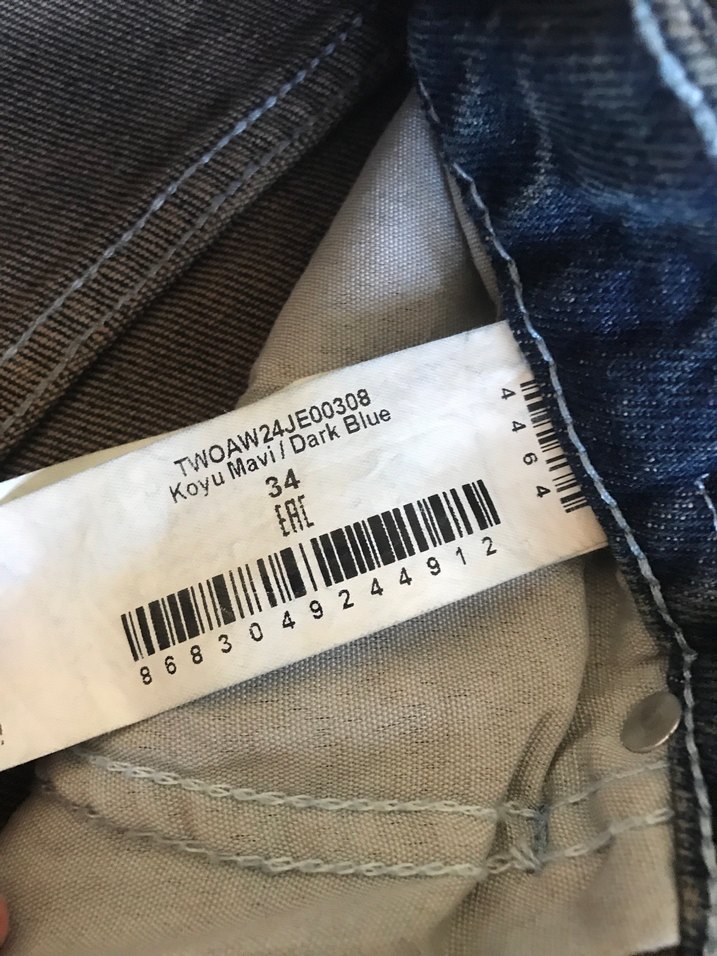 TWOAW24JE00308
Koyu Mavi / Dark Blue
34
EAC
8683049244912
4464